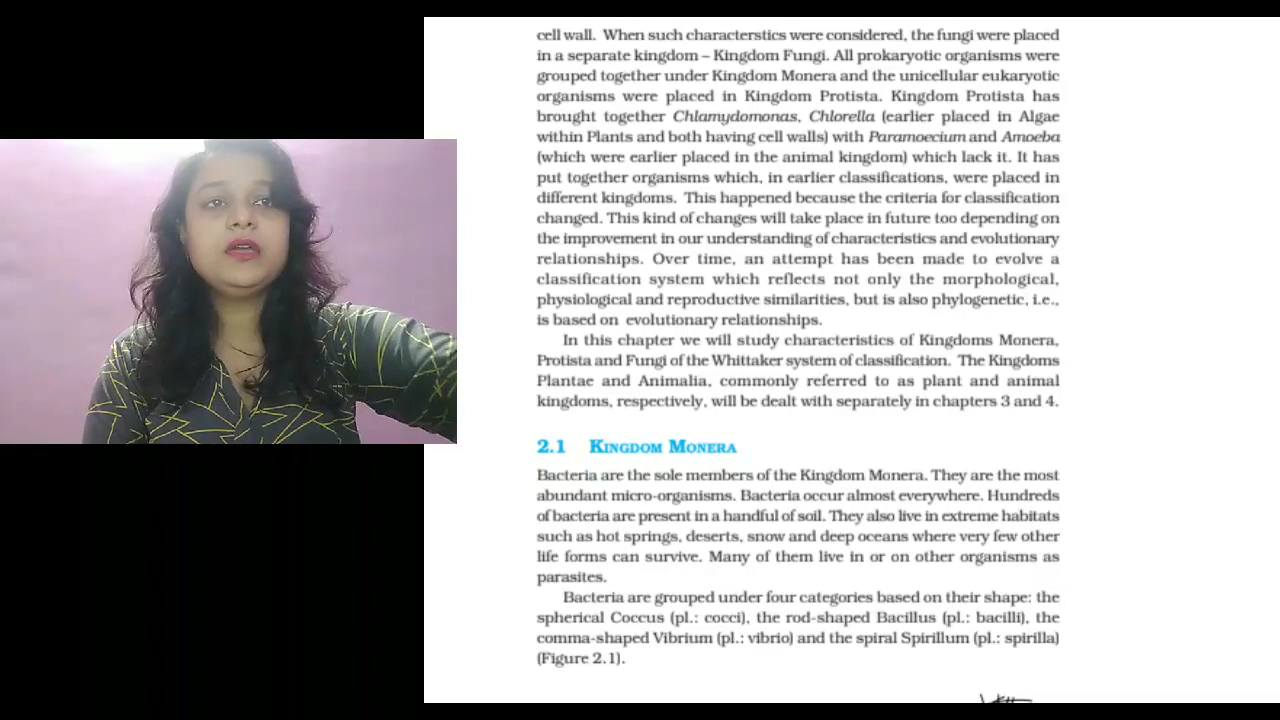 cell wall. When such characterstics were considered, the fungi were placed
in a separate kingdom – Kingdom Fungi. All prokaryotic organisms were
grouped together under Kingdom Monera and the unicellular eukaryotic
organisms were placed in Kingdom Protista. Kingdom Protista has
brought together Chlamydomonas, Chlorella (earlier placed in Algae
within Plants and both having cell walls) with Paramoecium and Amoeba
(which were earlier placed in the animal kingdom) which lack it. It has
put together organisms which, in earlier classifications, were placed in
different kingdoms. This happened because the criteria for classification
changed. This kind of changes will take place in future too depending on
the improvement in our understanding of characteristics and evolutionary
relationships. Over time, an attempt has been made to evolve a
classification system which reflects not only the morphological,
physiological and reproductive similarities, but is also phylogenetic, i.e.,
is based on evolutionary relationships.
In this chapter we will study characteristics of Kingdoms Monera,
Protista and Fungi of the Whittaker system of classification. The Kingdoms
Plantae and Animalia, commonly referred to as plant and animal
kingdoms, respectively, will be dealt with separately in chapters 3 and 4.
2.1 KINGDOM MONERA
Bacteria are the sole members of the Kingdom Monera. They are the most
abundant micro-organisms. Bacteria occur almost everywhere. Hundreds
of bacteria are present in a handful of soil. They also live in extreme habitats
such as hot springs, deserts, snow and deep oceans where very few other
life forms can survive. Many of them live in or on other organisms as
parasites.
Bacteria are grouped under four categories based on their shape: the
spherical Coccus (pl.: cocci), the rod-shaped Bacillus (pl.: bacilli), the
comma-shaped Vibrium (pl.: vibrio) and the spiral Spirillum (pl.: spirilla)
(Figure 2.1).